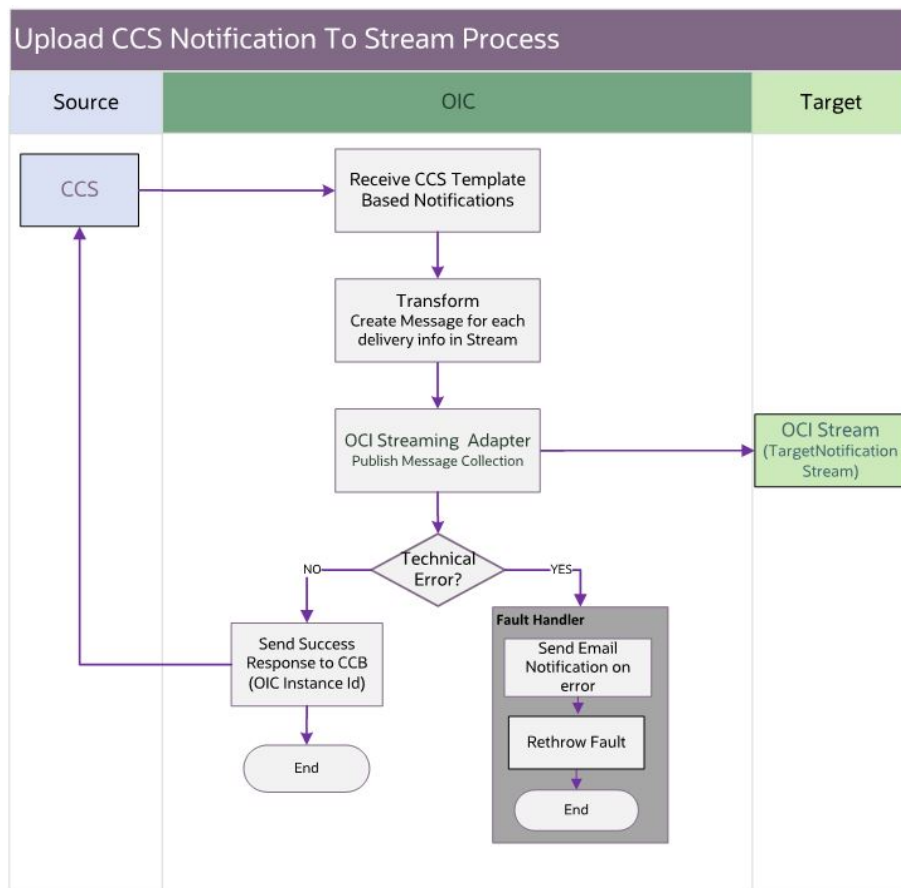 Upload CCS Notification To Stream Process
Source
OIC
Target
CCS
Receive CCS Template
Based Notifications
Transform
Create Message for each
delivery info in Stream
OCI Streaming Adapter
Publish Message Collection
OCI Stream
(TargetNotification
Stream)
Technical
Error?
NO
YES
Send Success
Response to CCB
(OIC Instance Id)
End
Fault Handler
Send Email
Notification on
error
Rethrow Fault
End